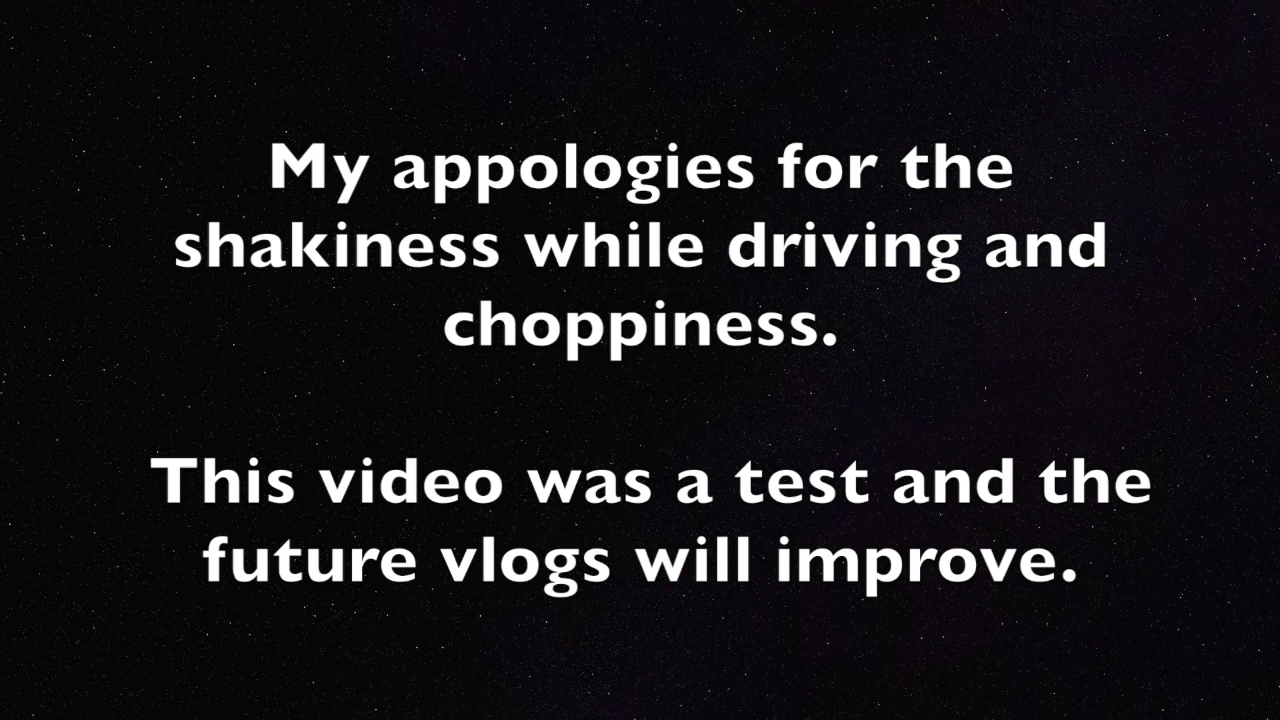 My appologies for the
shakiness while driving and
choppiness.
This video was a test and the
future vlogs will improve.